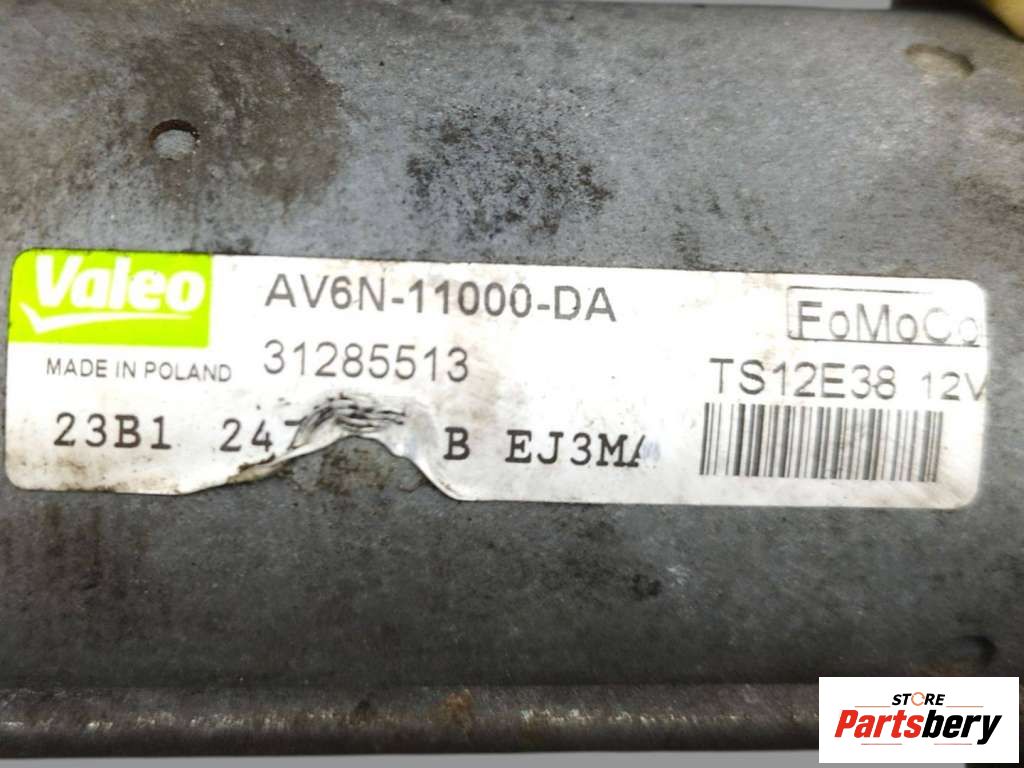 Valeo
AV6N-11000-DA
FoMoCo
MADE IN POLAND
31285513
TS12E38 12V
23B1 B EJ3MA
STORE
Partsbery